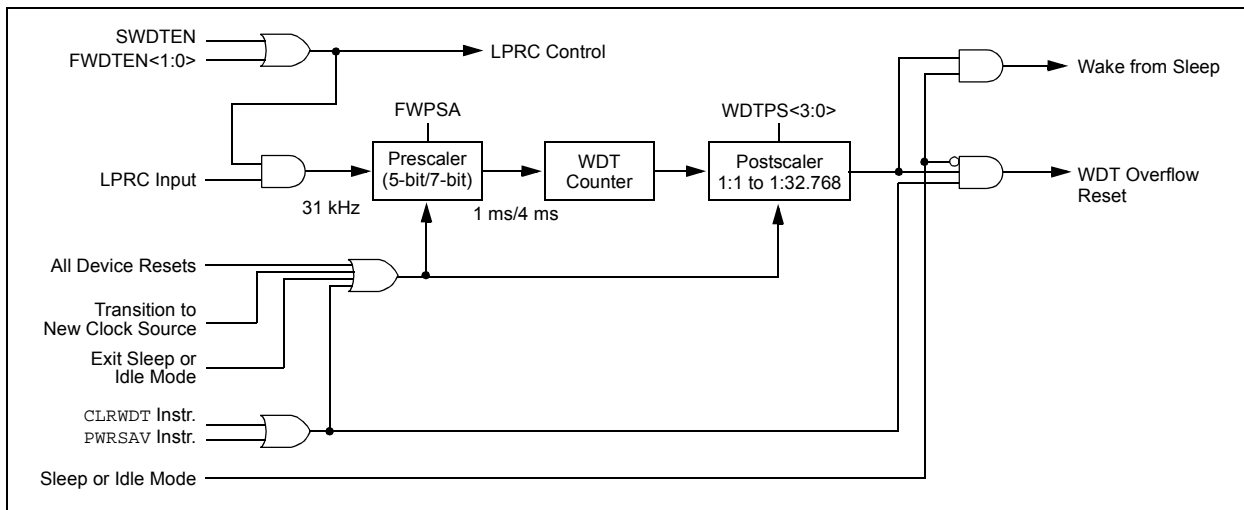 SWDTEN
FWDTEN<1:0>
LPRC Control
Wake from Sleep
FWPSA
WDTPS<3:0>
Prescaler
(5-bit/7-bit)
WDT
Counter
Postscaler
1:1 to 1:32.768
LPRC Input
31 kHz
1 ms/4 ms
WDT Overflow
Reset
All Device Resets
Transition to
New Clock Source
Exit Sleep or
Idle Mode
CLRWDT Instr.
PWRSAV Instr.
Sleep or Idle Mode